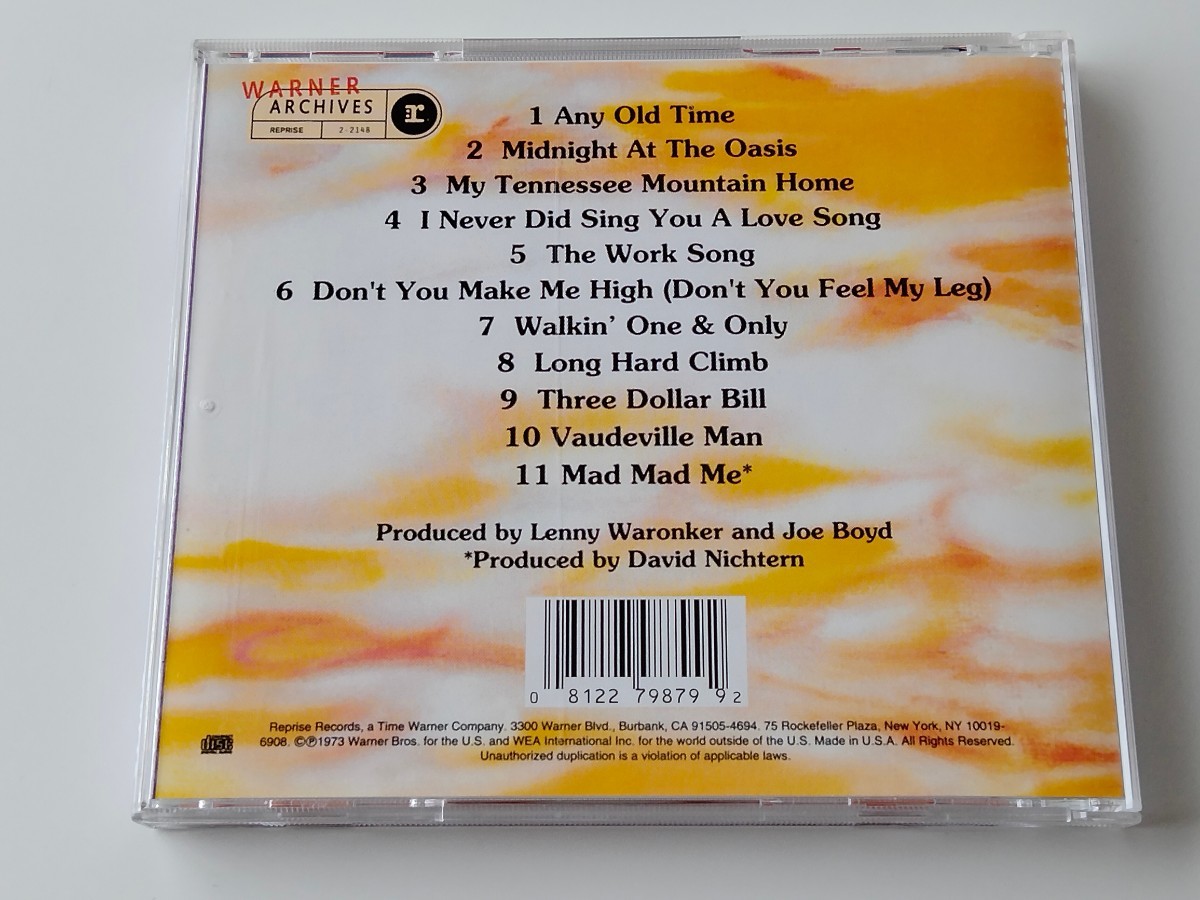 WARNER
ARCHIVES
REPRISE 2-2148
r
1 Any Old Time
2 Midnight At The Oasis
3 My Tennessee Mountain Home
4 I Never Did Sing You A Love Song
5 The Work Song
6 Don't You Make Me High (Don't You Feel My Leg)
7 Walkin' One & Only
8 Long Hard Climb
9 Three Dollar Bill
10 Vaudeville Man
11 Mad Mad Me*
Produced by Lenny Waronker and Joe Boyd
*Produced by David Nichtern
0 8122 79879 9 2
disc
Reprise Records, a Time Warner Company. 3300 Warner Blvd., Burbank, CA 91505-4694. 75 Rockefeller Plaza, New York, NY 10019-
6908. ©℗1973 Warner Bros. for the U.S. and WEA International Inc. for the world outside of the U.S. Made in U.S.A. All Rights Reserved.
Unauthorized duplication is a violation of applicable laws.